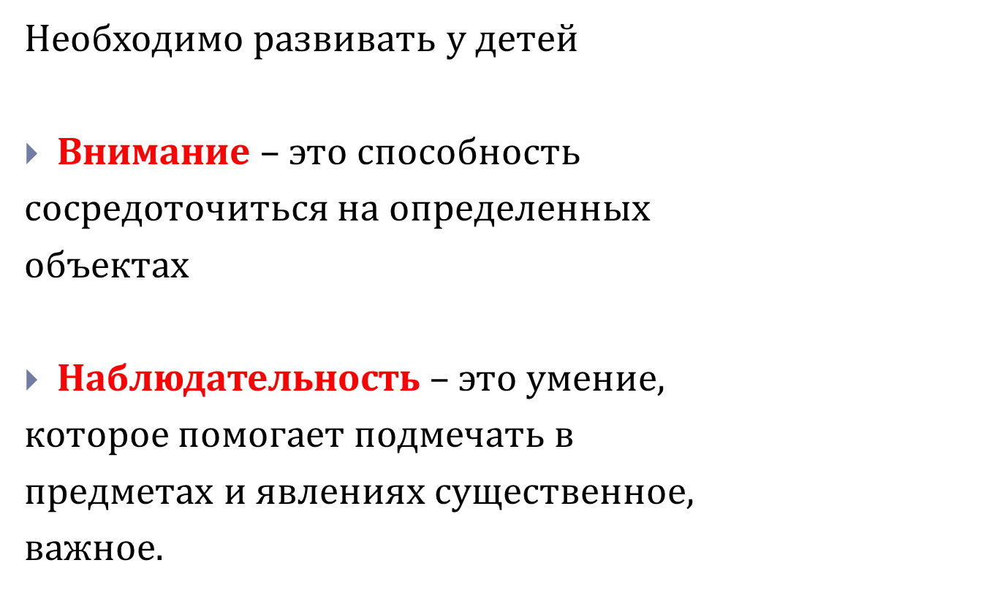 Необходимо развивать у детей
Внимание – это способность
сосредоточиться на определенных
объектах
Наблюдательность – это умение,
которое помогает подмечать в
предметах и явлениях существенное,
важное.